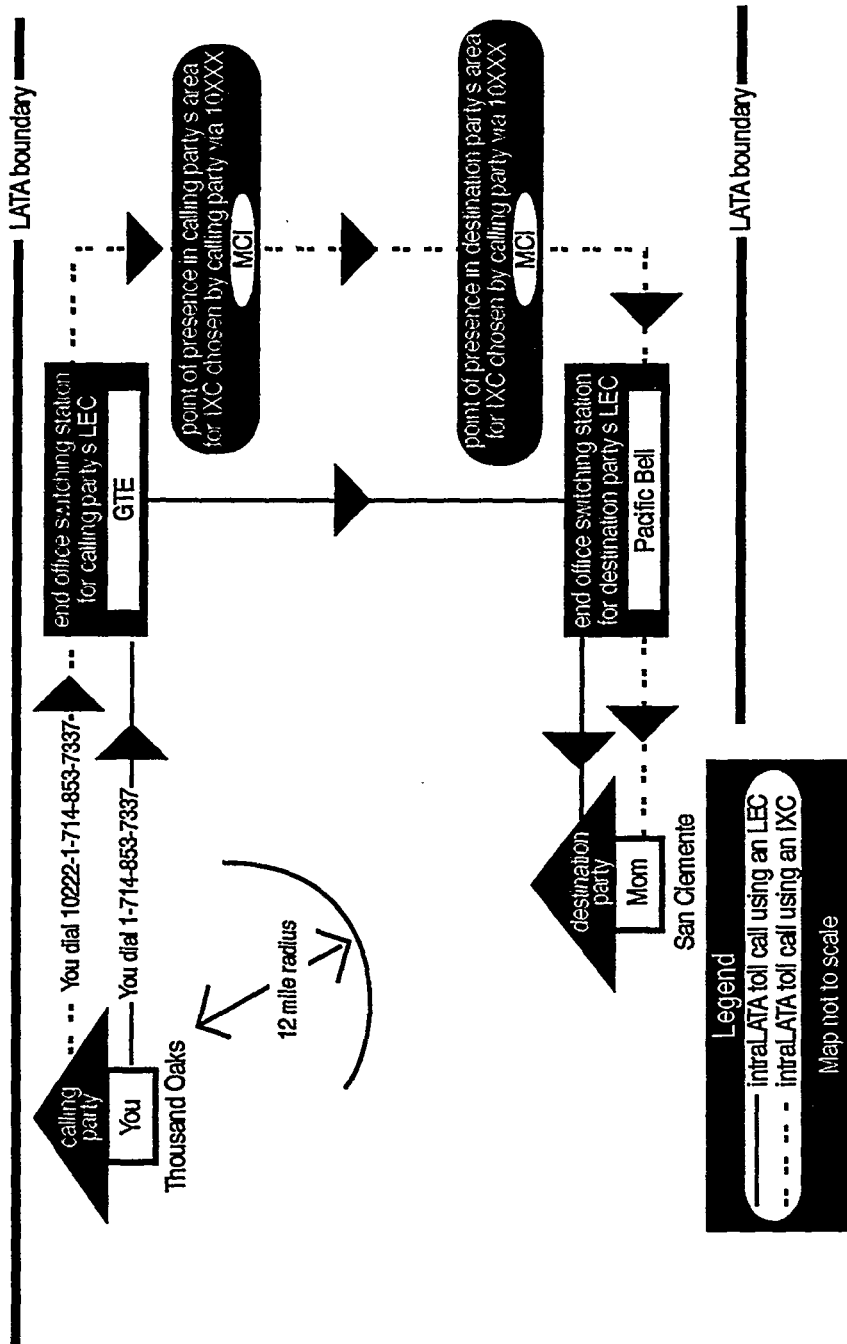 LATA boundary
calling
party
You
Thousand Oaks
You dial 10222-1-714-853-7337
You dial 1-714-853-7337
end office switching station
for calling party s LEC
GTE
point of presence in calling party s area
for IXC chosen by calling party via 10XXX
MCI
12 mile radius
point of presence in destination party s area
for IXC chosen by calling party via 10XXX
MCI
destination
party
Mom
San Clemente
end office switching station
for destination party s LEC
Pacific Bell
LATA boundary
Legend
intraLATA toll call using an LEC
intraLATA toll call using an IXC
Map not to scale